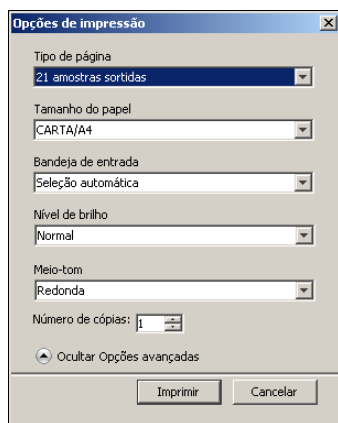 Opções de impressão
Tipo de página
21 amostras sortidas
Tamanho do papel
CARTA/A4
Bandeja de entrada
Seleção automática
Nível de brilho
Normal
Meio-tom
Redonda
Número de cópias: 1
Ocultar Opções avançadas
Imprimir Cancelar